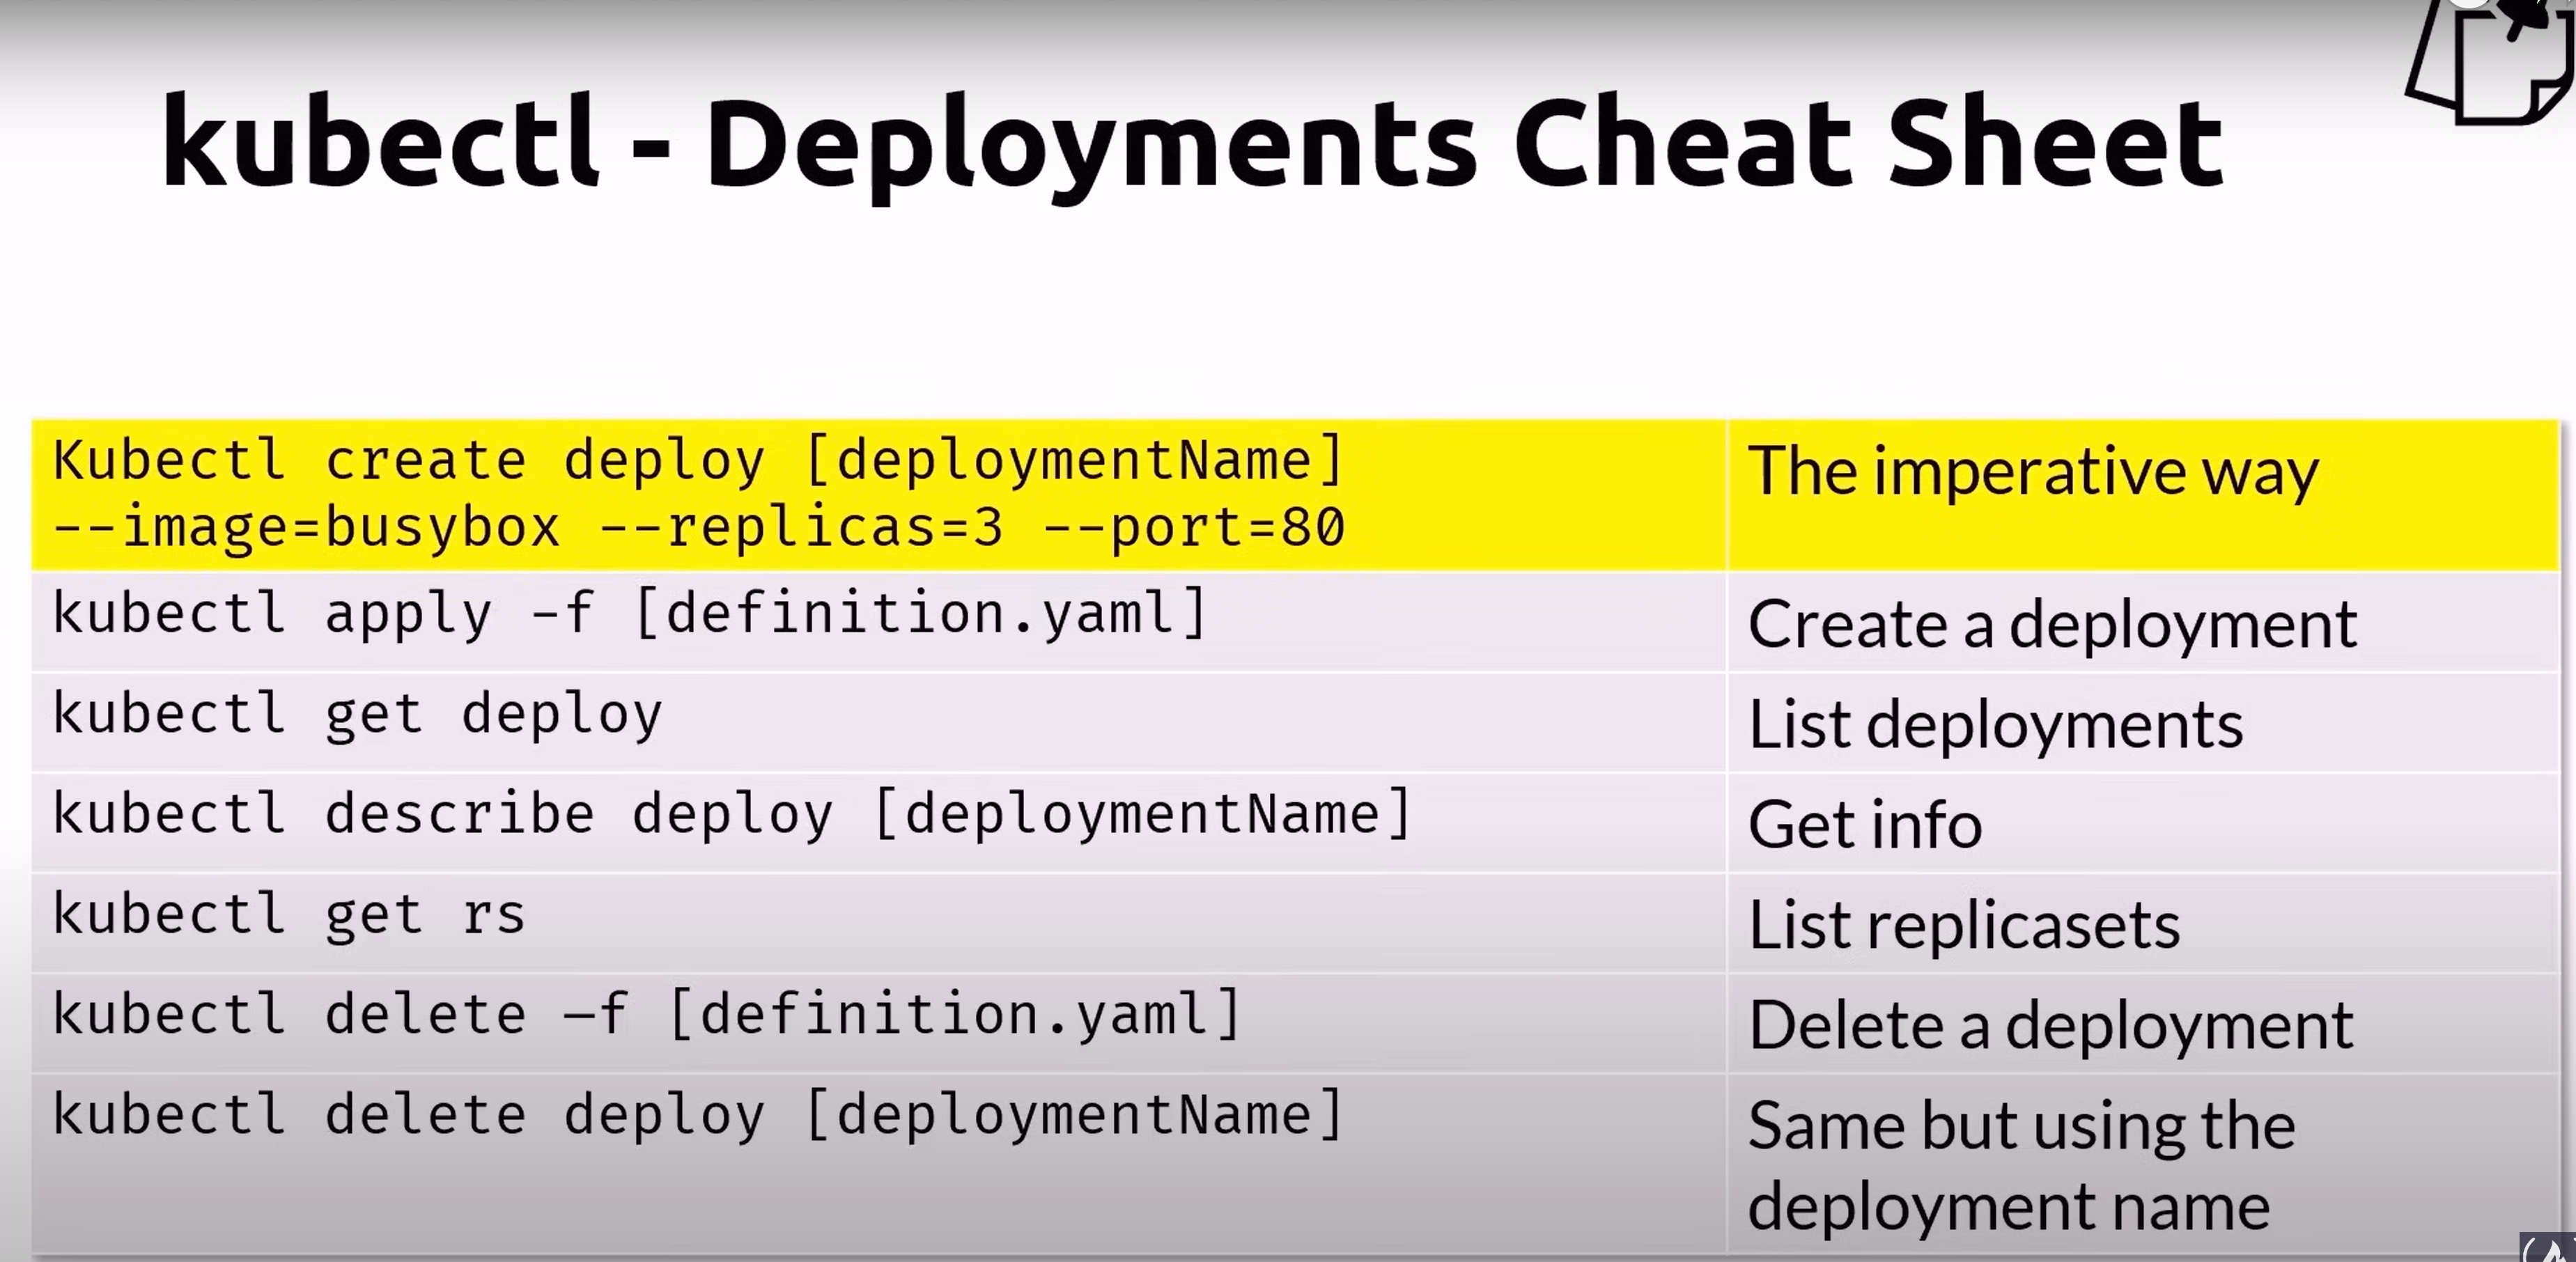 kubectl - Deployments Cheat Sheet
Kubectl create deploy [deploymentName]
--image=busybox --replicas=3 --port=80
The imperative way
kubectl apply -f [definition.yaml]
Create a deployment
kubectl get deploy
List deployments
kubectl describe deploy [deploymentName]
Get info
kubectl get rs
List replicasets
kubectl delete –f [definition.yaml]
Delete a deployment
kubectl delete deploy [deploymentName]
Same but using the
deployment name